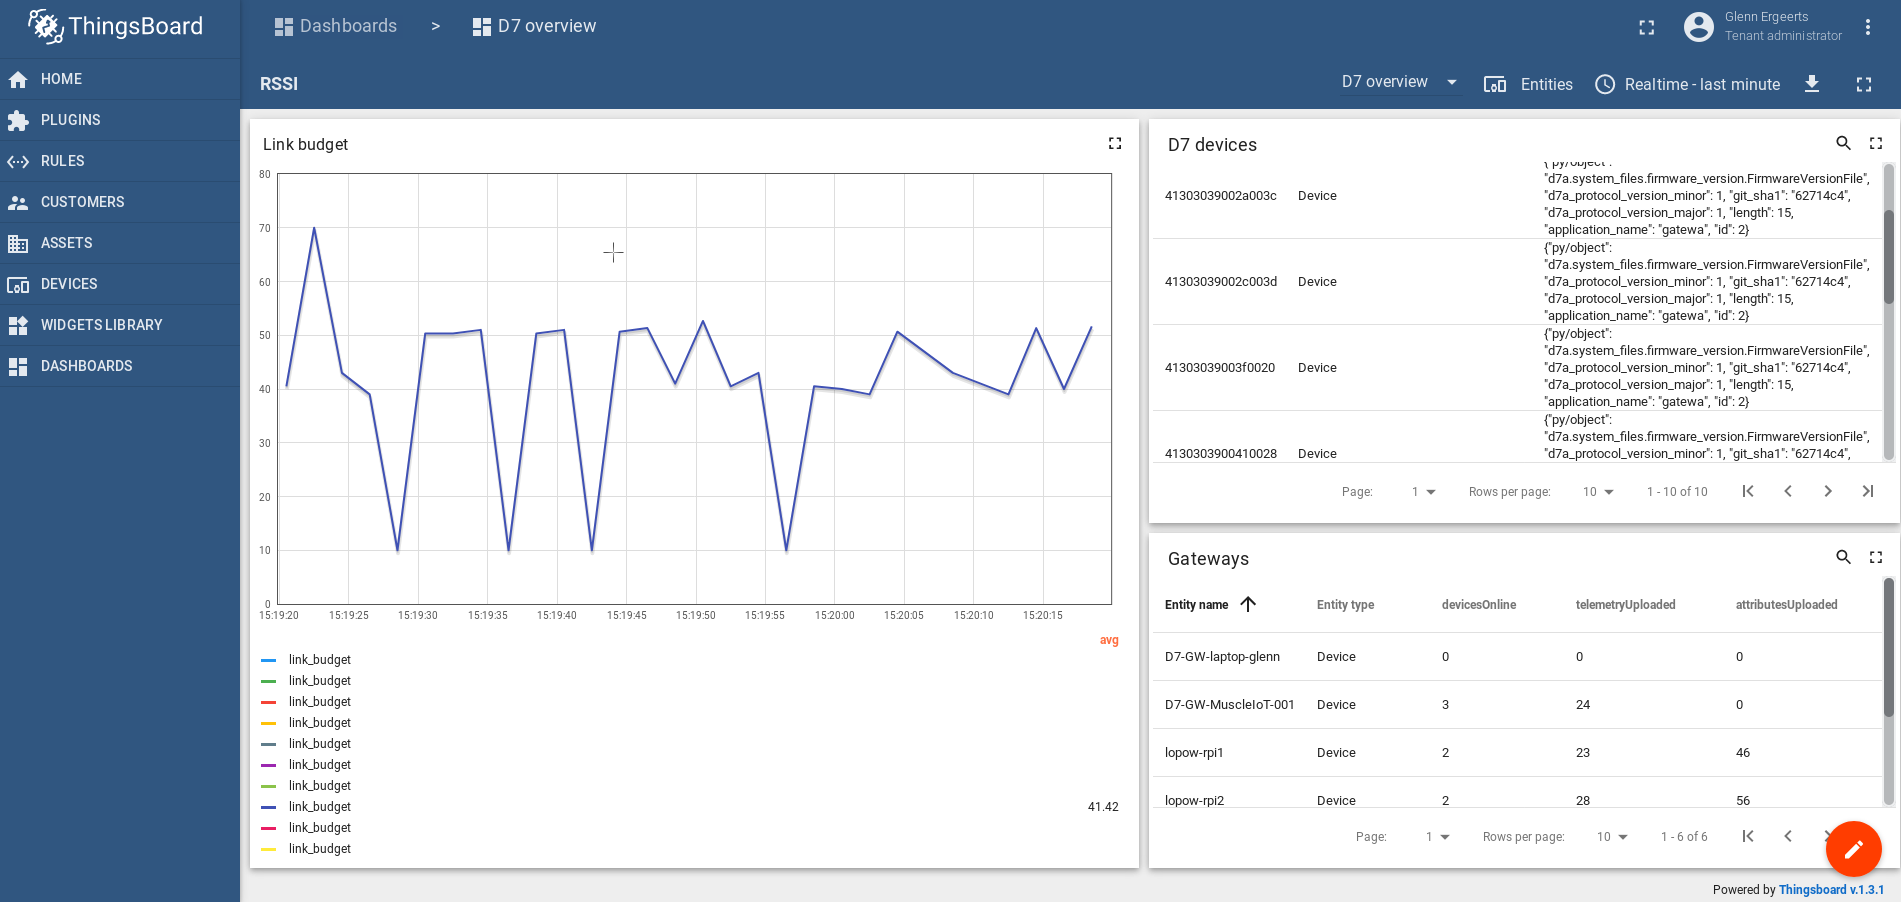 ThingsBoard
HOME
PLUGINS
RULES
CUSTOMERS
ASSETS
DEVICES
WIDGETS LIBRARY
DASHBOARDS
Dashboards > D7 overview
Glenn Ergeerts
Tenant administrator
RSSI
D7 overview Entities Realtime - last minute
Link budget
80
70
60
50
40
30
20
10
0
15:19:20 15:19:25 15:19:30 15:19:35 15:19:40 15:19:45 15:19:50 15:19:55 15:20:00 15:20:05 15:20:10 15:20:15
avg
link_budget
link_budget
link_budget
link_budget
link_budget
link_budget
link_budget
link_budget 41.42
link_budget
link_budget
D7 devices
{"py/object":
"d7a.system_files.firmware_version.FirmwareVersionFile",
41303039002a003c Device "d7a_protocol_version_minor": 1, "git_sha1": "62714c4",
"d7a_protocol_version_major": 1, "length": 15,
"application_name": "gatewa", "id": 2}
{"py/object":
"d7a.system_files.firmware_version.FirmwareVersionFile",
41303039002c003d Device "d7a_protocol_version_minor": 1, "git_sha1": "62714c4",
"d7a_protocol_version_major": 1, "length": 15,
"application_name": "gatewa", "id": 2}
{"py/object":
"d7a.system_files.firmware_version.FirmwareVersionFile",
41303039003f0020 Device "d7a_protocol_version_minor": 1, "git_sha1": "62714c4",
"d7a_protocol_version_major": 1, "length": 15,
"application_name": "gatewa", "id": 2}
{"py/object":
"d7a.system_files.firmware_version.FirmwareVersionFile",
4130303900410028 Device "d7a_protocol_version_minor": 1, "git_sha1": "62714c4",
Page: 1 Rows per page: 10 1 - 10 of 10
Gateways
Entity name Entity type devicesOnline telemetryUploaded attributesUploaded
D7-GW-laptop-glenn Device 0 0 0
D7-GW-MuscleIoT-001 Device 3 24 0
lopow-rpi1 Device 2 23 46
lopow-rpi2 Device 2 28 56
Page: 1 Rows per page: 10 1 - 6 of 6
Powered by Thingsboard v.1.3.1